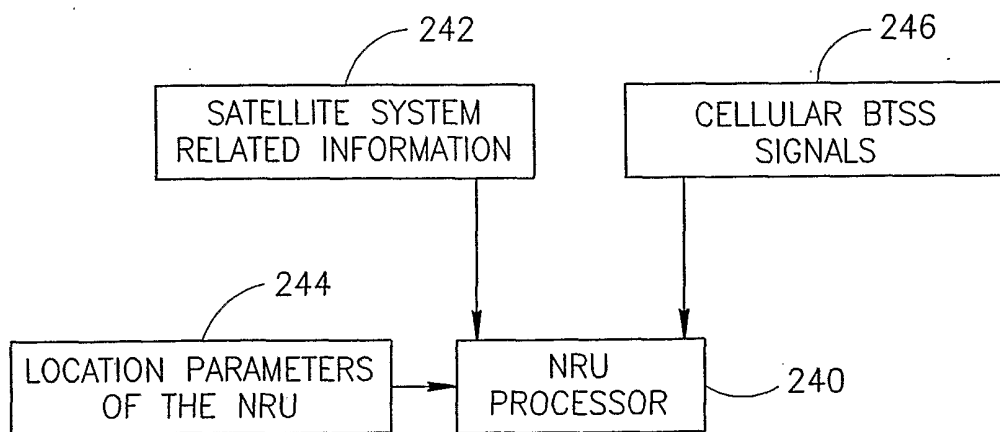 242
246
SATELLITE SYSTEM
RELATED INFORMATION
CELLULAR BTSS
SIGNALS
244
LOCATION PARAMETERS
OF THE NRU
NRU
PROCESSOR
240